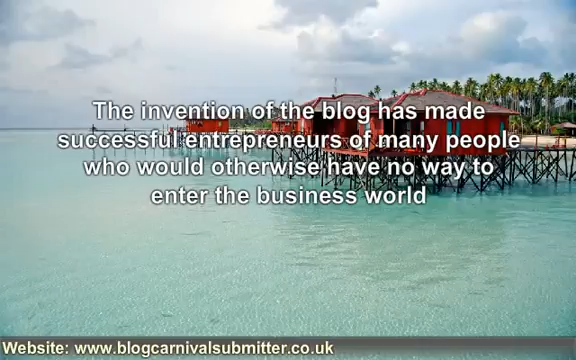 The invention of the blog has made
successful entrepreneurs of many people
who would otherwise have no way to
enter the business world
Website: www.blogcarnivalsubmitter.co.uk